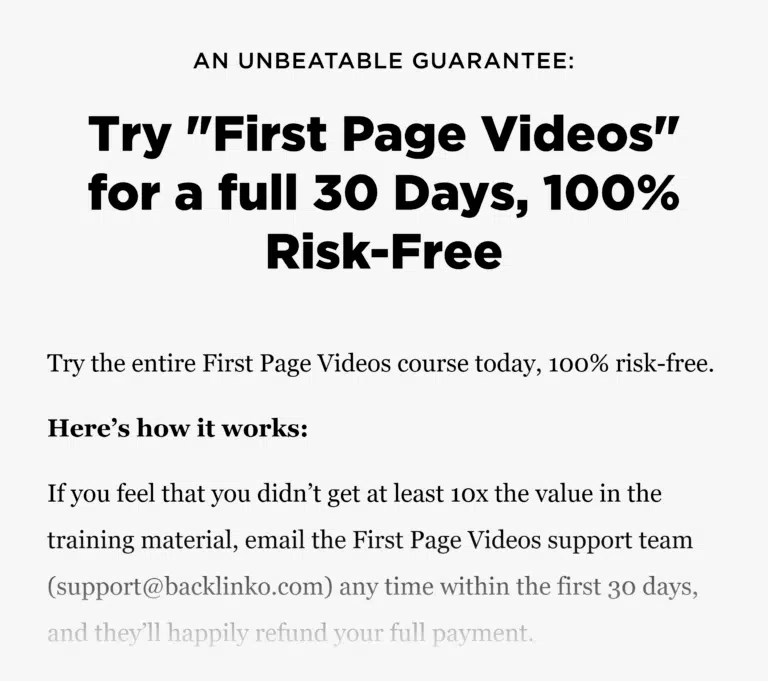 AN UNBEATABLE GUARANTEE:
Try "First Page Videos"
for a full 30 Days, 100%
Risk-Free
Try the entire First Page Videos course today, 100% risk-free.
Here’s how it works:
If you feel that you didn’t get at least 10x the value in the
training material, email the First Page Videos support team
(support@backlinko.com) any time within the first 30 days,
and they’ll happily refund your full payment.